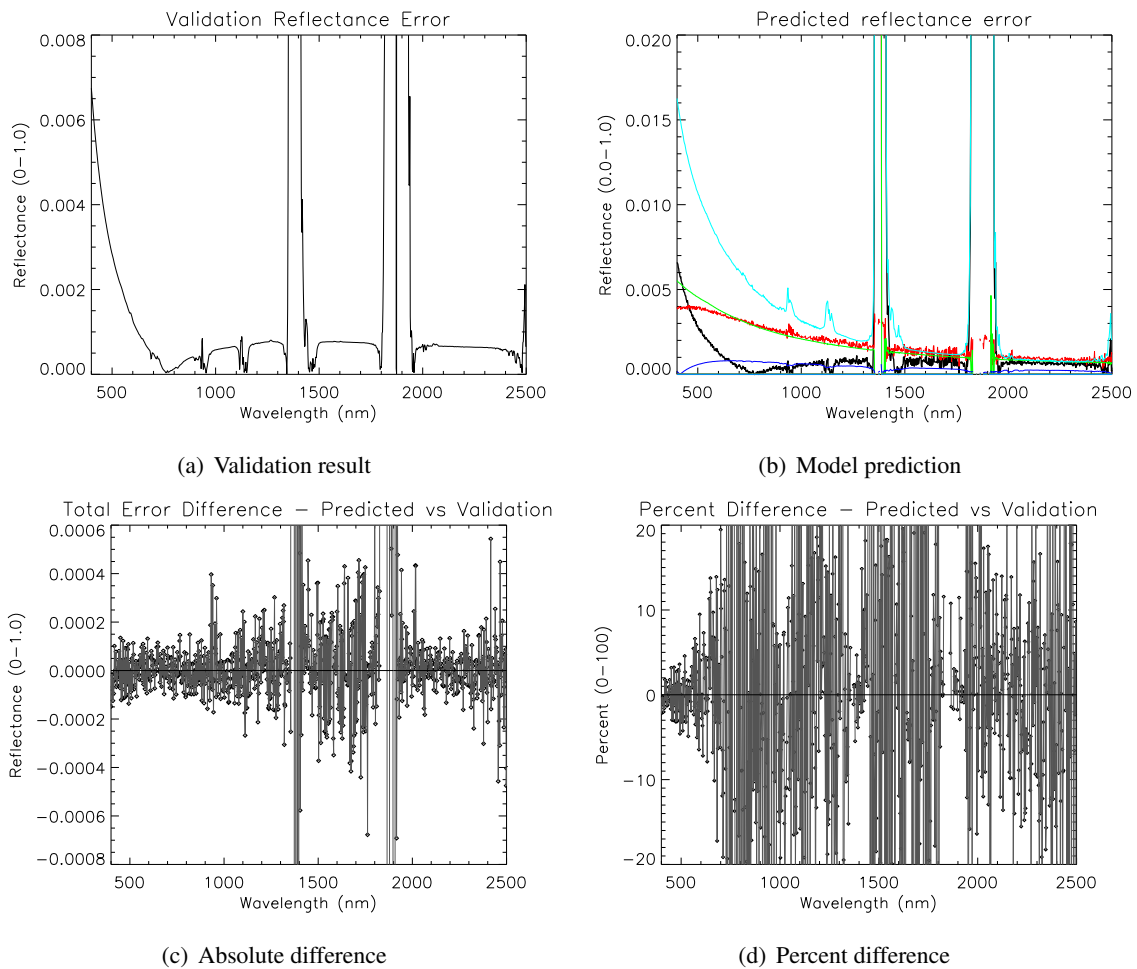 Validation Reflectance Error
0.008
0.006
0.004
0.002
0.000
Reflectance (0-1.0)
500 1000 1500 2000 2500
Wavelength (nm)
(a) Validation result
Predicted reflectance error
0.020
0.015
0.010
0.005
0.000
Reflectance (0.0-1.0)
500 1000 1500 2000 2500
Wavelength (nm)
(b) Model prediction
Total Error Difference - Predicted vs Validation
0.0006
0.0004
0.0002
0.0000
-0.0002
-0.0004
-0.0006
-0.0008
Reflectance (0-1.0)
500 1000 1500 2000 2500
Wavelength (nm)
(c) Absolute difference
Percent Difference - Predicted vs Validation
20
10
0
-10
-20
Percent (0-100)
500 1000 1500 2000 2500
Wavelength (nm)
(d) Percent difference